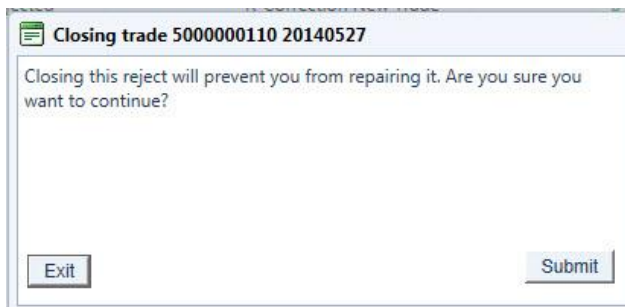 Closing trade 5000000110 20140527
Closing this reject will prevent you from repairing it. Are you sure you
want to continue?
Exit
Submit